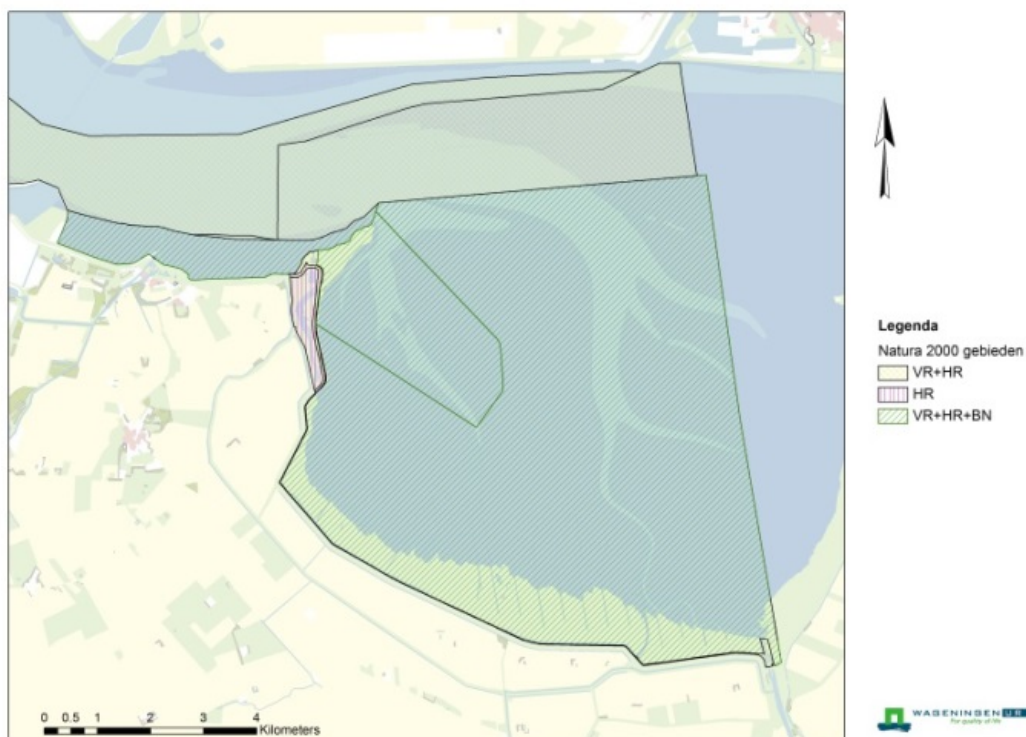 Legenda
Natura 2000 gebieden
VR+HR
HR
VR+HR+BN
0 0.5 1 2 3 4
Kilometers
WAGENINGEN UR
For quality of life